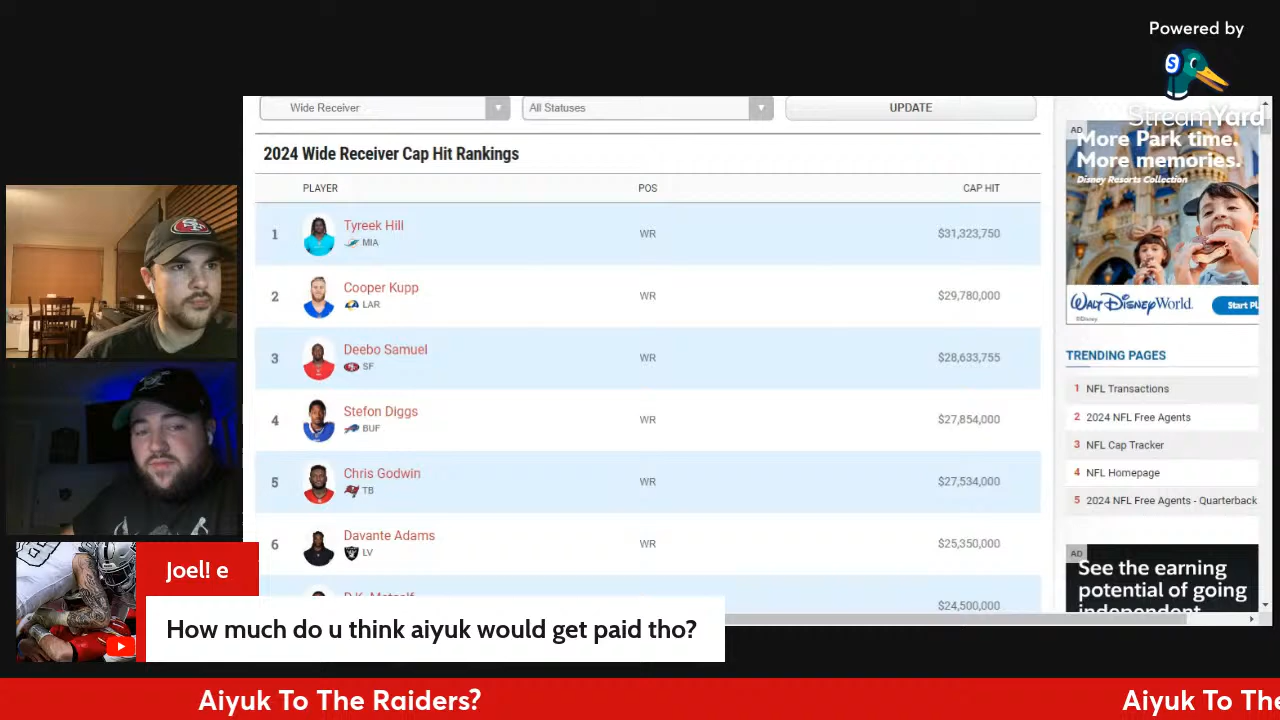 Powered by
StreamYard
Wide Receiver
All Statuses
UPDATE
2024 Wide Receiver Cap Hit Rankings
PLAYER POS CAP HIT
1 Tyreek Hill WR $31,323,750
MIA
2 Cooper Kupp WR $29,780,000
LAR
3 Deebo Samuel WR $28,633,755
SF
4 Stefon Diggs WR $27,854,000
BUF
5 Chris Godwin WR $27,534,000
TB
6 Davante Adams WR $25,350,000
LV
D.K. Metcalf $24,500,000
AD
More Park time.
More memories.
Disney Resorts Collection
WALT DISNEY World.
Start Pl
©Disney
TRENDING PAGES
1 NFL Transactions
2 2024 NFL Free Agents
3 NFL Cap Tracker
4 NFL Homepage
5 2024 NFL Free Agents - Quarterback
AD
See the earning
potential of going
independent
Joel! e
How much do u think aiyuk would get paid tho?
Aiyuk To The Raiders?
Aiyuk To The